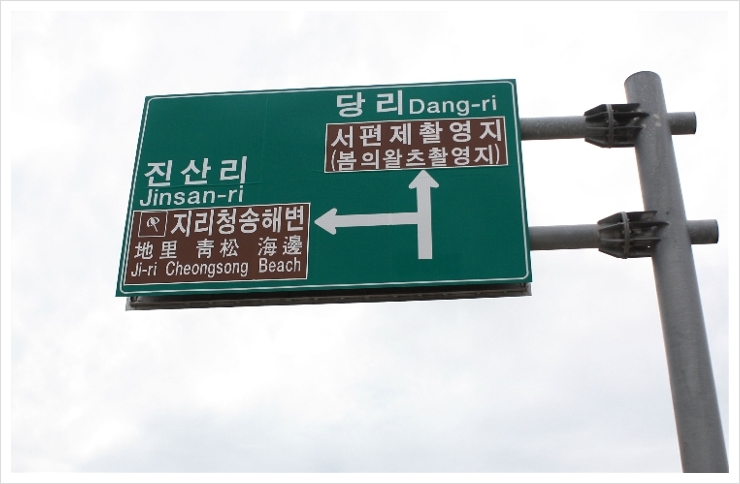 당리 Dang-ri
서편제촬영지
(봄의왈츠촬영지)
진산리
Jinsan-ri
지리청송해변
地里 靑松 海邊
Ji-ri Cheongsong Beach